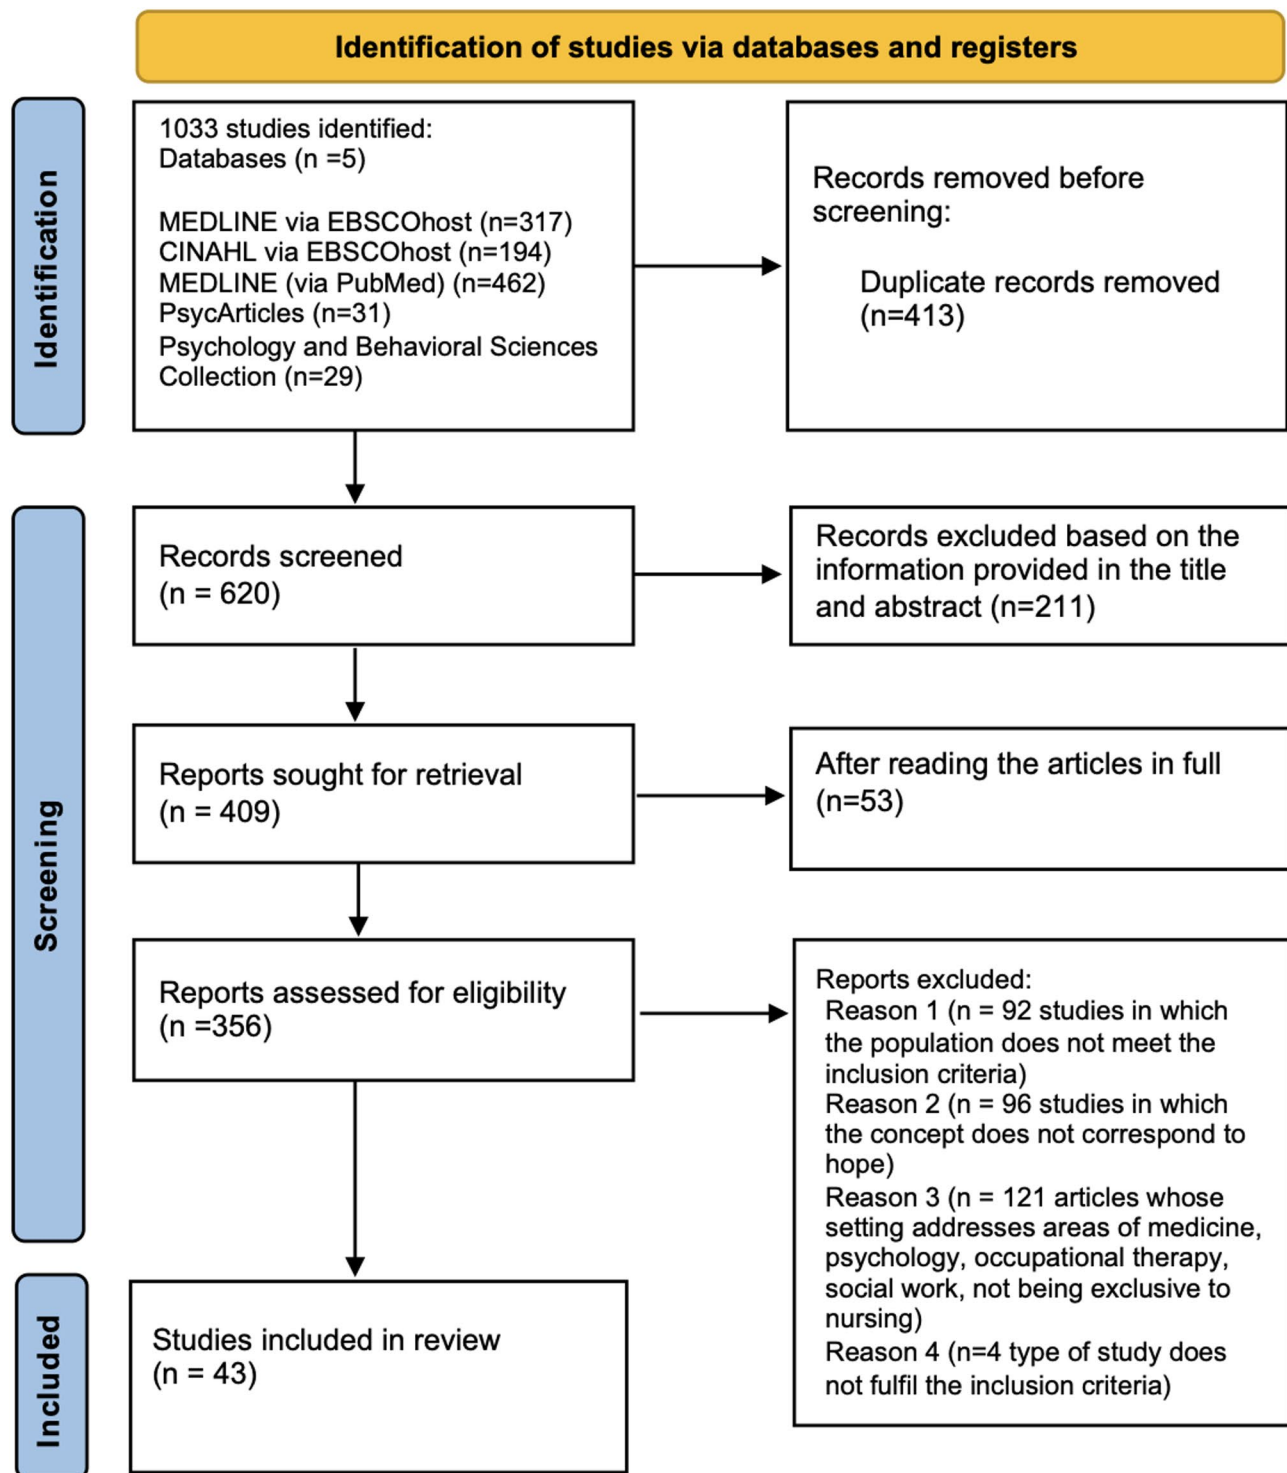 Identification of studies via databases and registers
Identification
1033 studies identified:
Databases (n =5)
MEDLINE via EBSCOhost (n=317)
CINAHL via EBSCOhost (n=194)
MEDLINE (via PubMed) (n=462)
PsycArticles (n=31)
Psychology and Behavioral Sciences
Collection (n=29)
Records removed before
screening:
Duplicate records removed
(n=413)
Screening
Records screened
(n = 620)
Records excluded based on the
information provided in the title
and abstract (n=211)
Reports sought for retrieval
(n = 409)
After reading the articles in full
(n=53)
Reports assessed for eligibility
(n =356)
Reports excluded:
Reason 1 (n = 92 studies in which
the population does not meet the
inclusion criteria)
Reason 2 (n = 96 studies in which
the concept does not correspond to
hope)
Reason 3 (n = 121 articles whose
setting addresses areas of medicine,
psychology, occupational therapy,
social work, not being exclusive to
nursing)
Reason 4 (n=4 type of study does
not fulfil the inclusion criteria)
Included
Studies included in review
(n = 43)